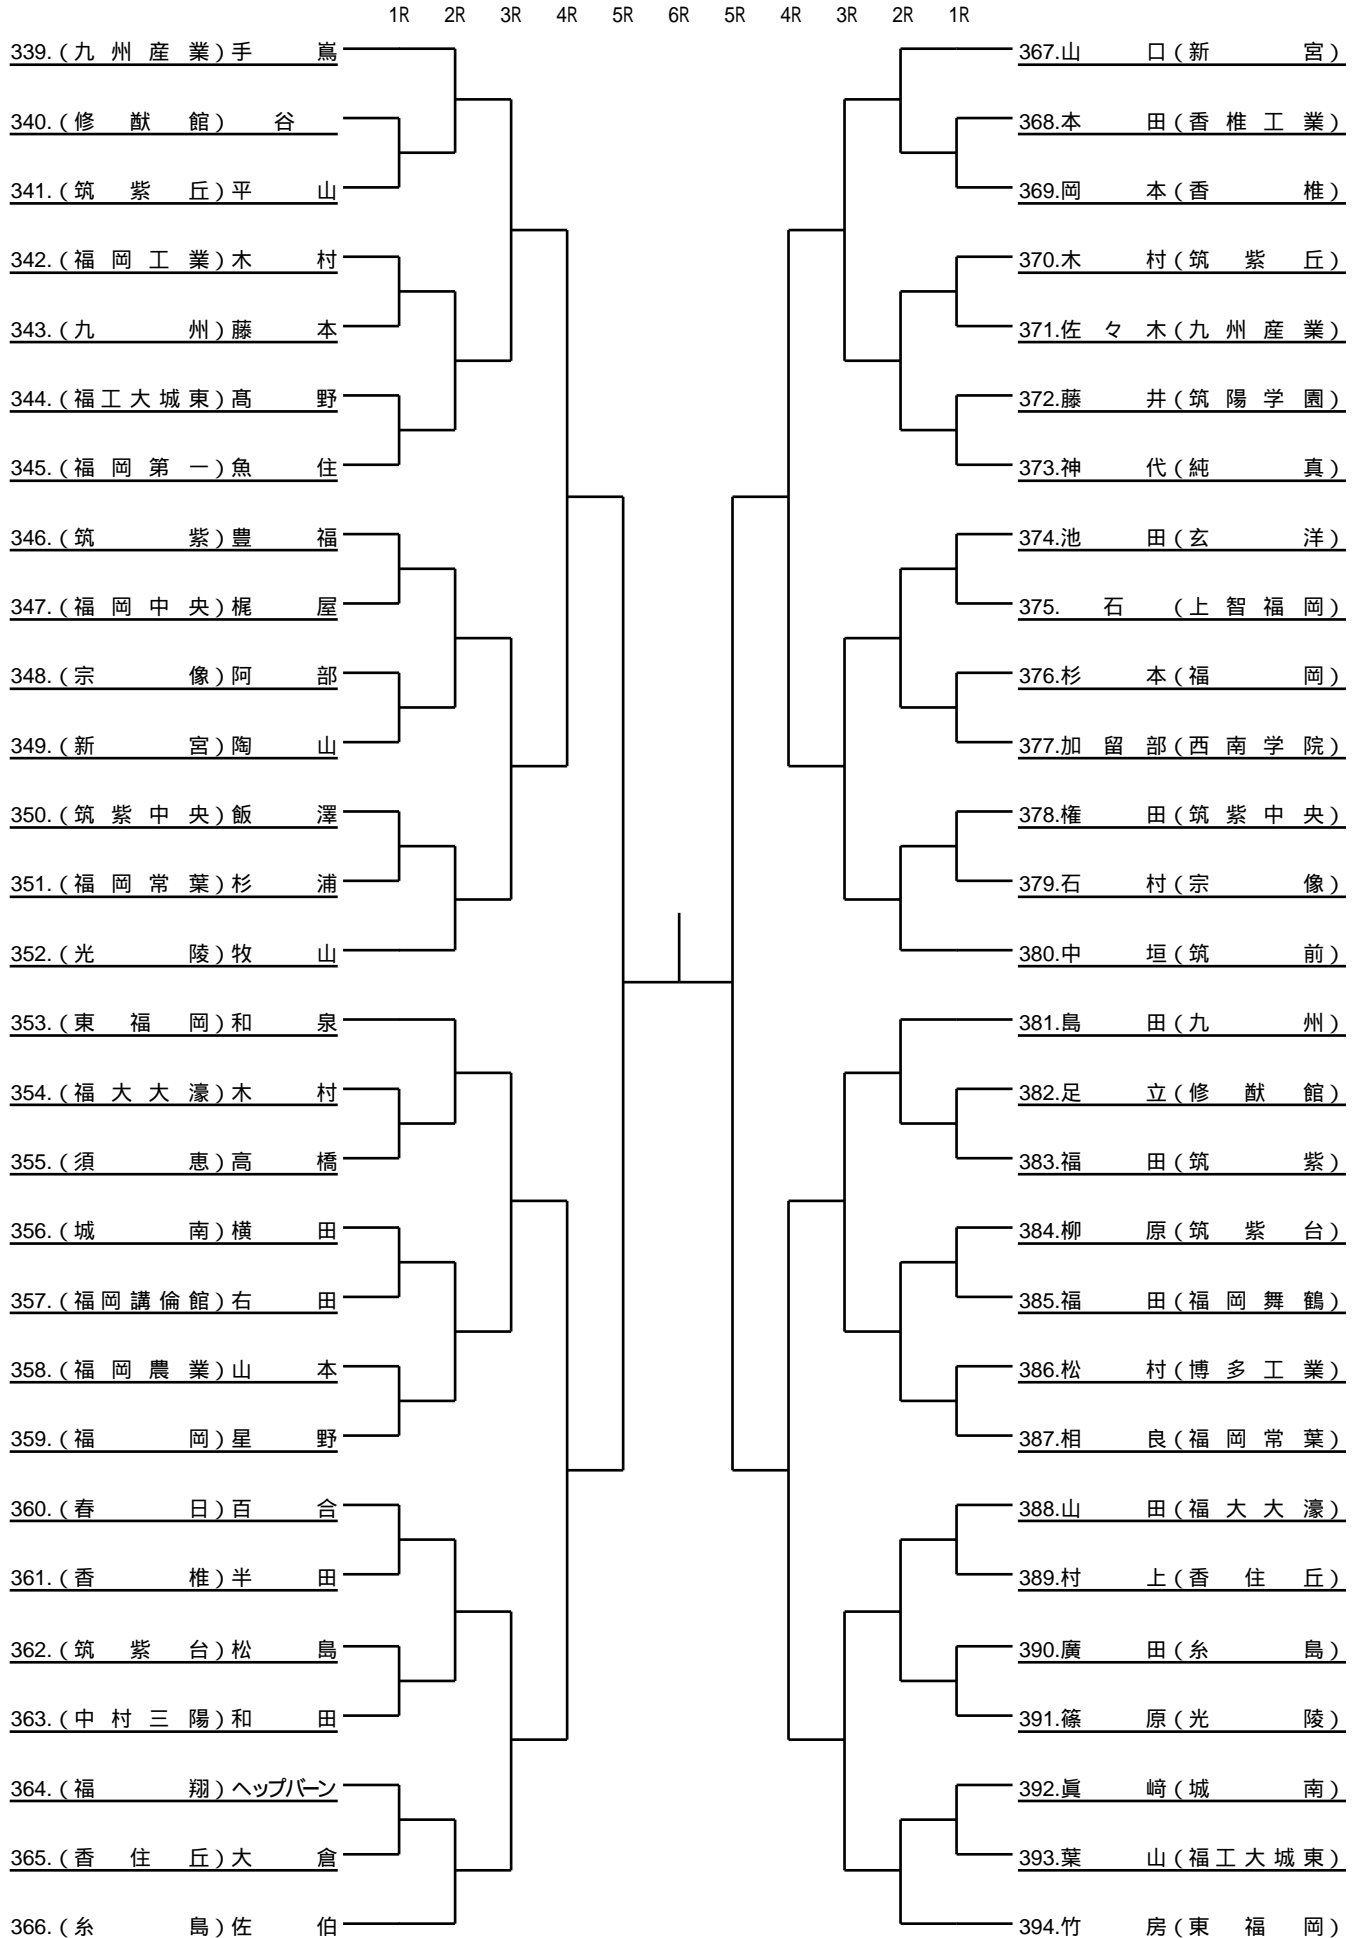 1R 2R 3R 4R 5R 6R 5R 4R 3R 2R 1R
339.(九州産業)手嶌
340.(修猷館)谷
341.(筑紫丘)平山
342.(福岡工業)木村
343.(九州)藤本
344.(福工大城東)髙野
345.(福岡第一)魚住
346.(筑紫)豊福
347.(福岡中央)梶屋
348.(宗像)阿部
349.(新宮)陶山
350.(筑紫中央)飯澤
351.(福岡常葉)杉浦
352.(光陵)牧山
353.(東福岡)和泉
354.(福大大濠)木村
355.(須恵)高橋
356.(城南)横田
357.(福岡講倫館)右田
358.(福岡農業)山本
359.(福岡)星野
360.(春日)百合
361.(香椎)半田
362.(筑紫台)松島
363.(中村三陽)和田
364.(福翔)ヘップバーン
365.(香住丘)大倉
366.(糸島)佐伯
367.山口(新宮)
368.本田(香椎工業)
369.岡本(香椎)
370.木村(筑紫丘)
371.佐々木(九州産業)
372.藤井(筑陽学園)
373.神代(純真)
374.池田(玄洋)
375.石(上智福岡)
376.杉本(福岡)
377.加留部(西南学院)
378.権田(筑紫中央)
379.石村(宗像)
380.中垣(筑前)
381.島田(九州)
382.足立(修猷館)
383.福田(筑紫)
384.柳原(筑紫台)
385.福田(福岡舞鶴)
386.松村(博多工業)
387.相良(福岡常葉)
388.山田(福大大濠)
389.村上(香住丘)
390.廣田(糸島)
391.篠原(光陵)
392.眞﨑(城南)
393.葉山(福工大城東)
394.竹房(東福岡)